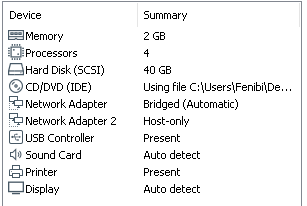 Device Summary
Memory 2 GB
Processors 4
Hard Disk (SCSI) 40 GB
CD/DVD (IDE) Using file C:\Users\Fenibi\De...
Network Adapter Bridged (Automatic)
Network Adapter 2 Host-only
USB Controller Present
Sound Card Auto detect
Printer Present
Display Auto detect